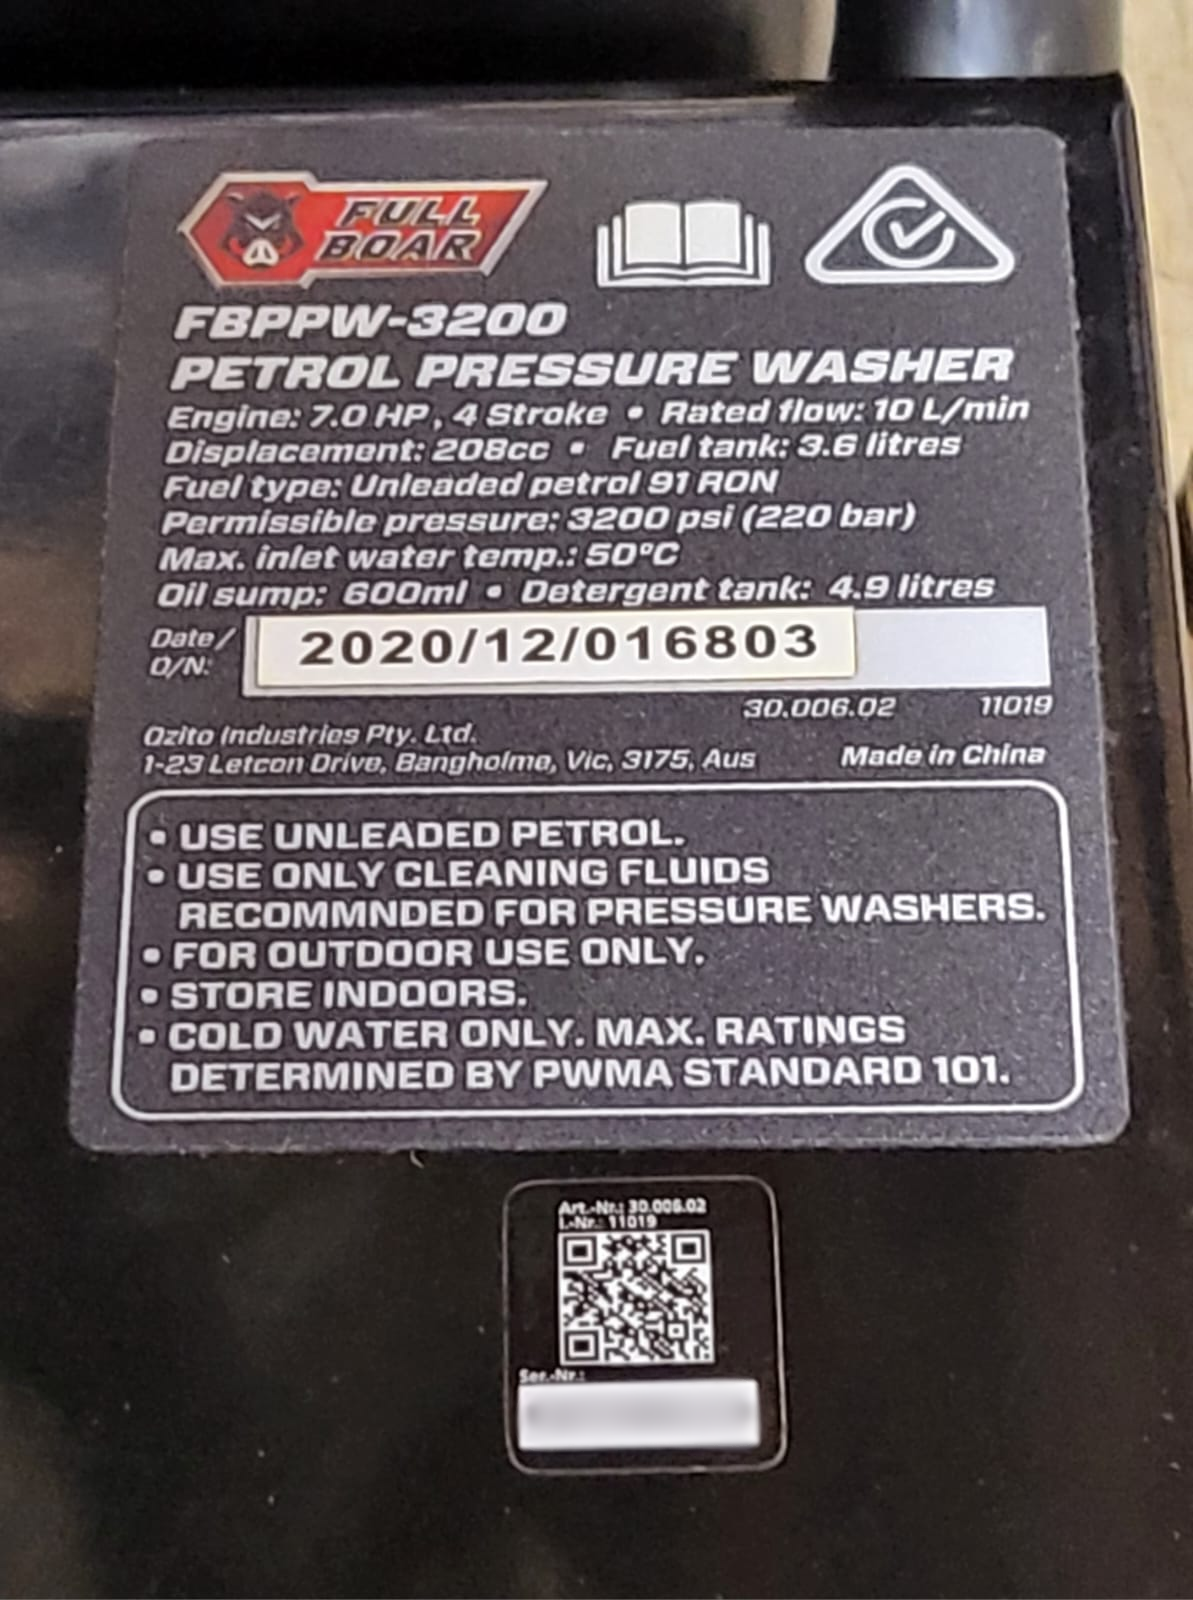 FULL
BOAR
FBPPW-3200
PETROL PRESSURE WASHER
Engine: 7.0 HP, 4 Stroke • Rated flow: 10 L/min
Displacement: 208cc • Fuel tank: 3.6 litres
Fuel type: Unleaded petrol 91 RON
Permissible pressure: 3200 psi (220 bar)
Max. inlet water temp.: 50°C
Oil sump: 600ml • Detergent tank: 4.9 litres
Date/
O/N:
2020/12/016803
30.006.02 11019
Ozito Industries Pty. Ltd.
1-23 Letcon Drive, Bangholme, Vic, 3175, Aus Made in China
• USE UNLEADED PETROL.
• USE ONLY CLEANING FLUIDS
RECOMMNDED FOR PRESSURE WASHERS.
• FOR OUTDOOR USE ONLY.
• STORE INDOORS.
• COLD WATER ONLY. MAX. RATINGS
DETERMINED BY PWMA STANDARD 101.
Art.-Nr.: 30.006.02
I.-Nr.: 11019
Ser.-Nr.: